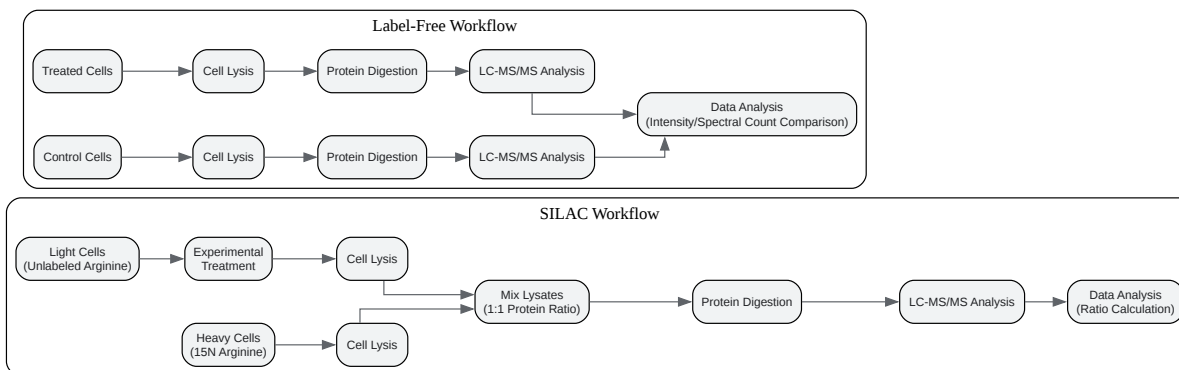 Label-Free Workflow
Treated Cells
Cell Lysis
Protein Digestion
LC-MS/MS Analysis
Data Analysis
(Intensity/Spectral Count Comparison)
Control Cells
Cell Lysis
Protein Digestion
LC-MS/MS Analysis
SILAC Workflow
Light Cells
(Unlabeled Arginine)
Experimental
Treatment
Cell Lysis
Mix Lysates
(1:1 Protein Ratio)
Protein Digestion
LC-MS/MS Analysis
Data Analysis
(Ratio Calculation)
Heavy Cells
(15N Arginine)
Cell Lysis